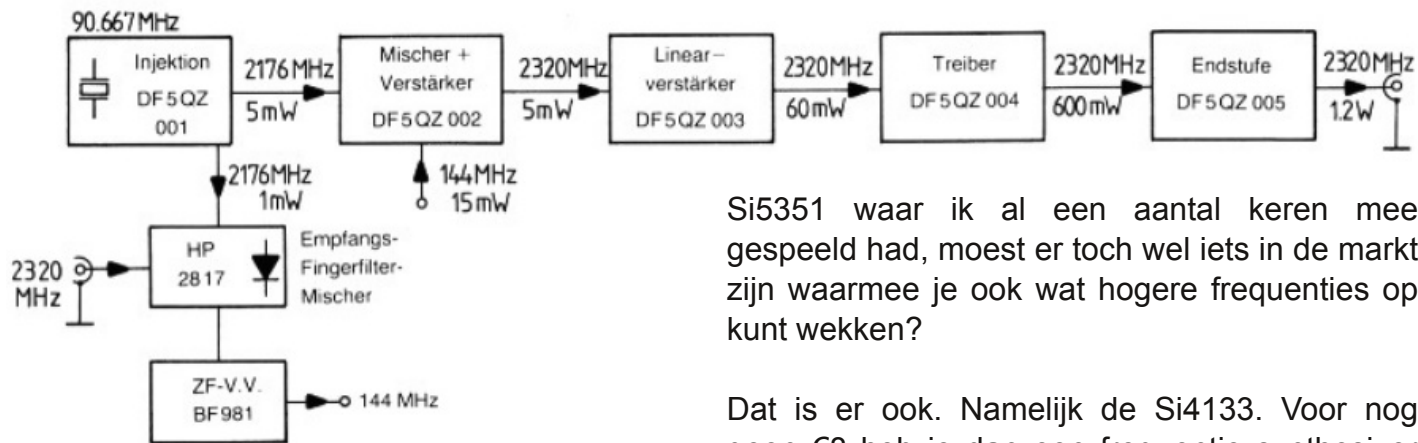 90.667MHz
Injektion
DF5QZ
001
2176MHz
5mW
Mischer +
Verstärker
DF5QZ 002
2320MHz
5mW
Linear–
verstärker
DF5QZ 003
2320MHz
60mW
Treiber
DF5QZ 004
2320MHz
600mW
Endstufe
DF5QZ 005
2320MHz
1.2W
2176MHz
1mW
144MHz
15mW
2320
MHz
HP
2817
Empfangs-
Fingerfilter-
Mischer
ZF-V.V.
BF981
144 MHz
Si5351 waar ik al een aantal keren mee
gespeeld had, moest er toch wel iets in de markt
zijn waarmee je ook wat hogere frequenties op
kunt wekken?
Dat is er ook. Namelijk de Si4133. Voor nog